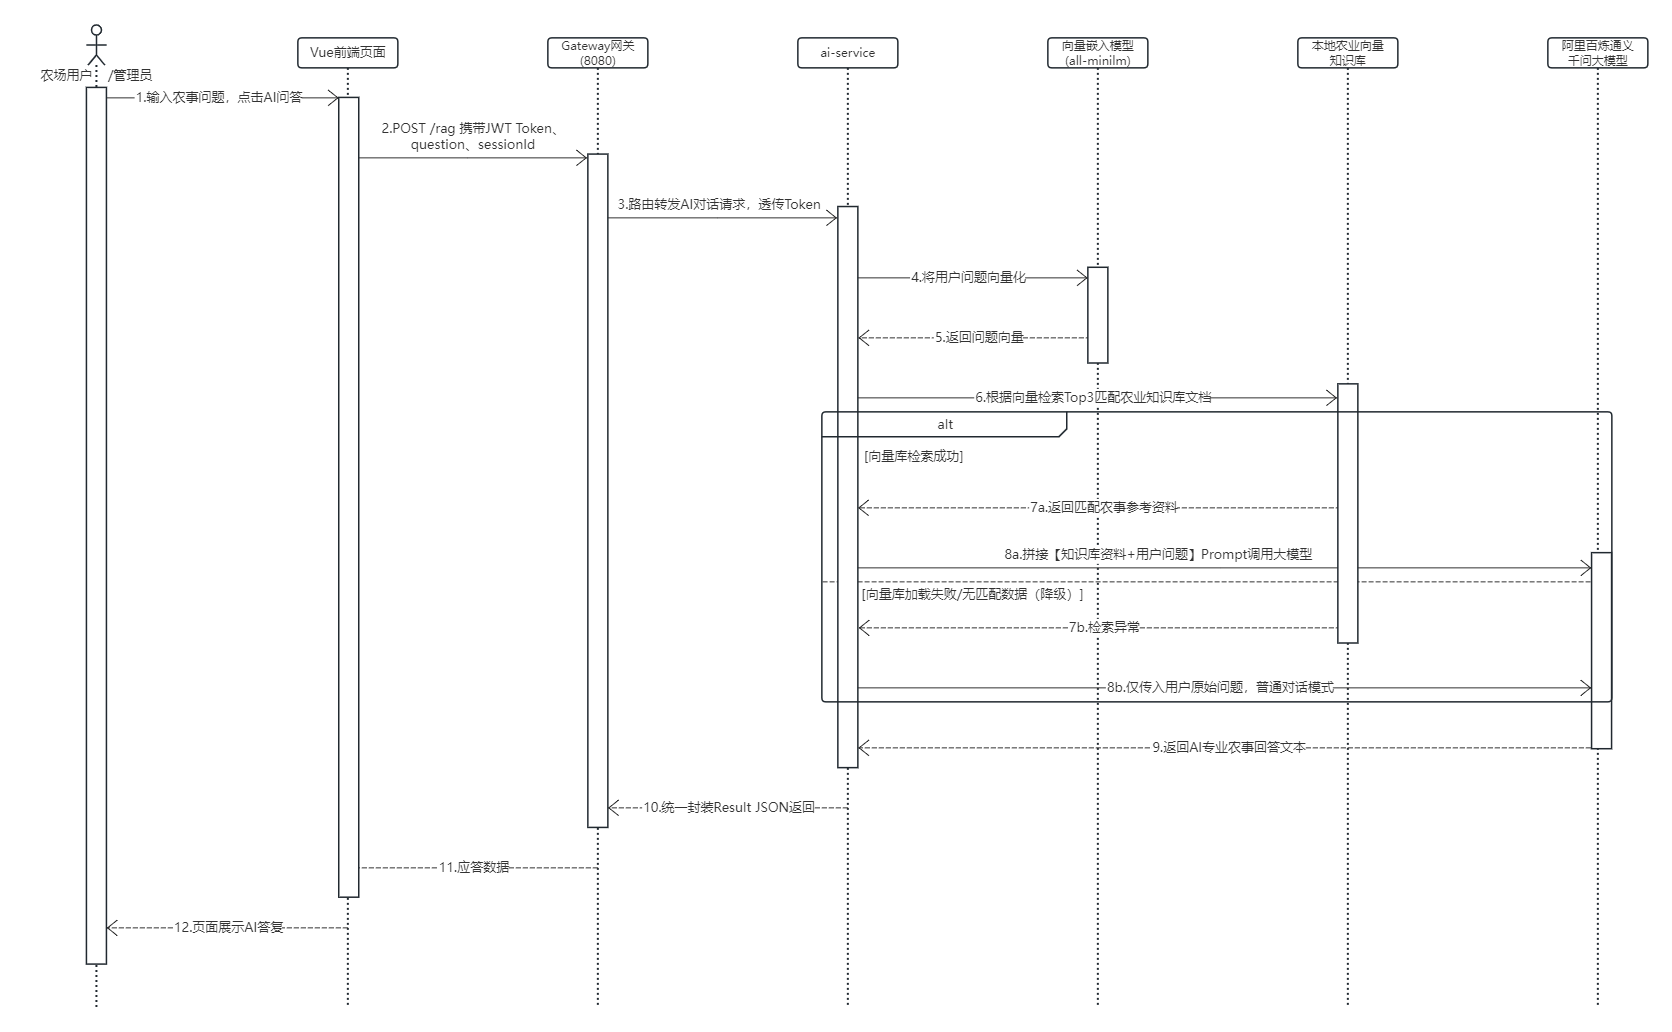 农场用户 /管理员
Vue前端页面
Gateway网关
(8080)
ai-service
向量嵌入模型
(all-minilm)
本地农业向量
知识库
阿里百炼通义
千问大模型
1.输入农事问题，点击AI问答
2.POST /rag 携带JWT Token、
question、sessionId
3.路由转发AI对话请求，透传Token
4.将用户问题向量化
5.返回问题向量
6.根据向量检索Top3匹配农业知识库文档
alt
[向量库检索成功]
7a.返回匹配农事参考资料
8a.拼接【知识库资料+用户问题】Prompt调用大模型
[向量库加载失败/无匹配数据（降级）]
7b.检索异常
8b.仅传入用户原始问题，普通对话模式
9.返回AI专业农事回答文本
10.统一封装Result JSON返回
11.应答数据
12.页面展示AI答复